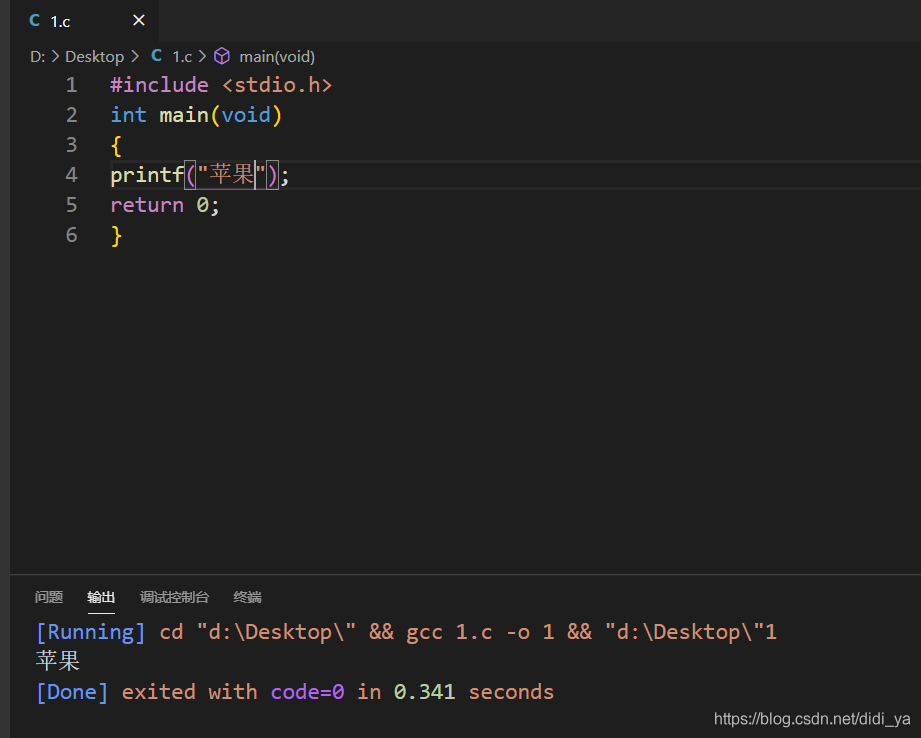 C 1.c ×
D: > Desktop > C 1.c > main(void)
1 #include <stdio.h>
2 int main(void)
3 {
4 printf("苹果");
5 return 0;
6 }
问题 输出 调试控制台 终端
[Running] cd "d:\Desktop\" && gcc 1.c -o 1 && "d:\Desktop\"1
苹果
[Done] exited with code=0 in 0.341 seconds
https://blog.csdn.net/didi_ya